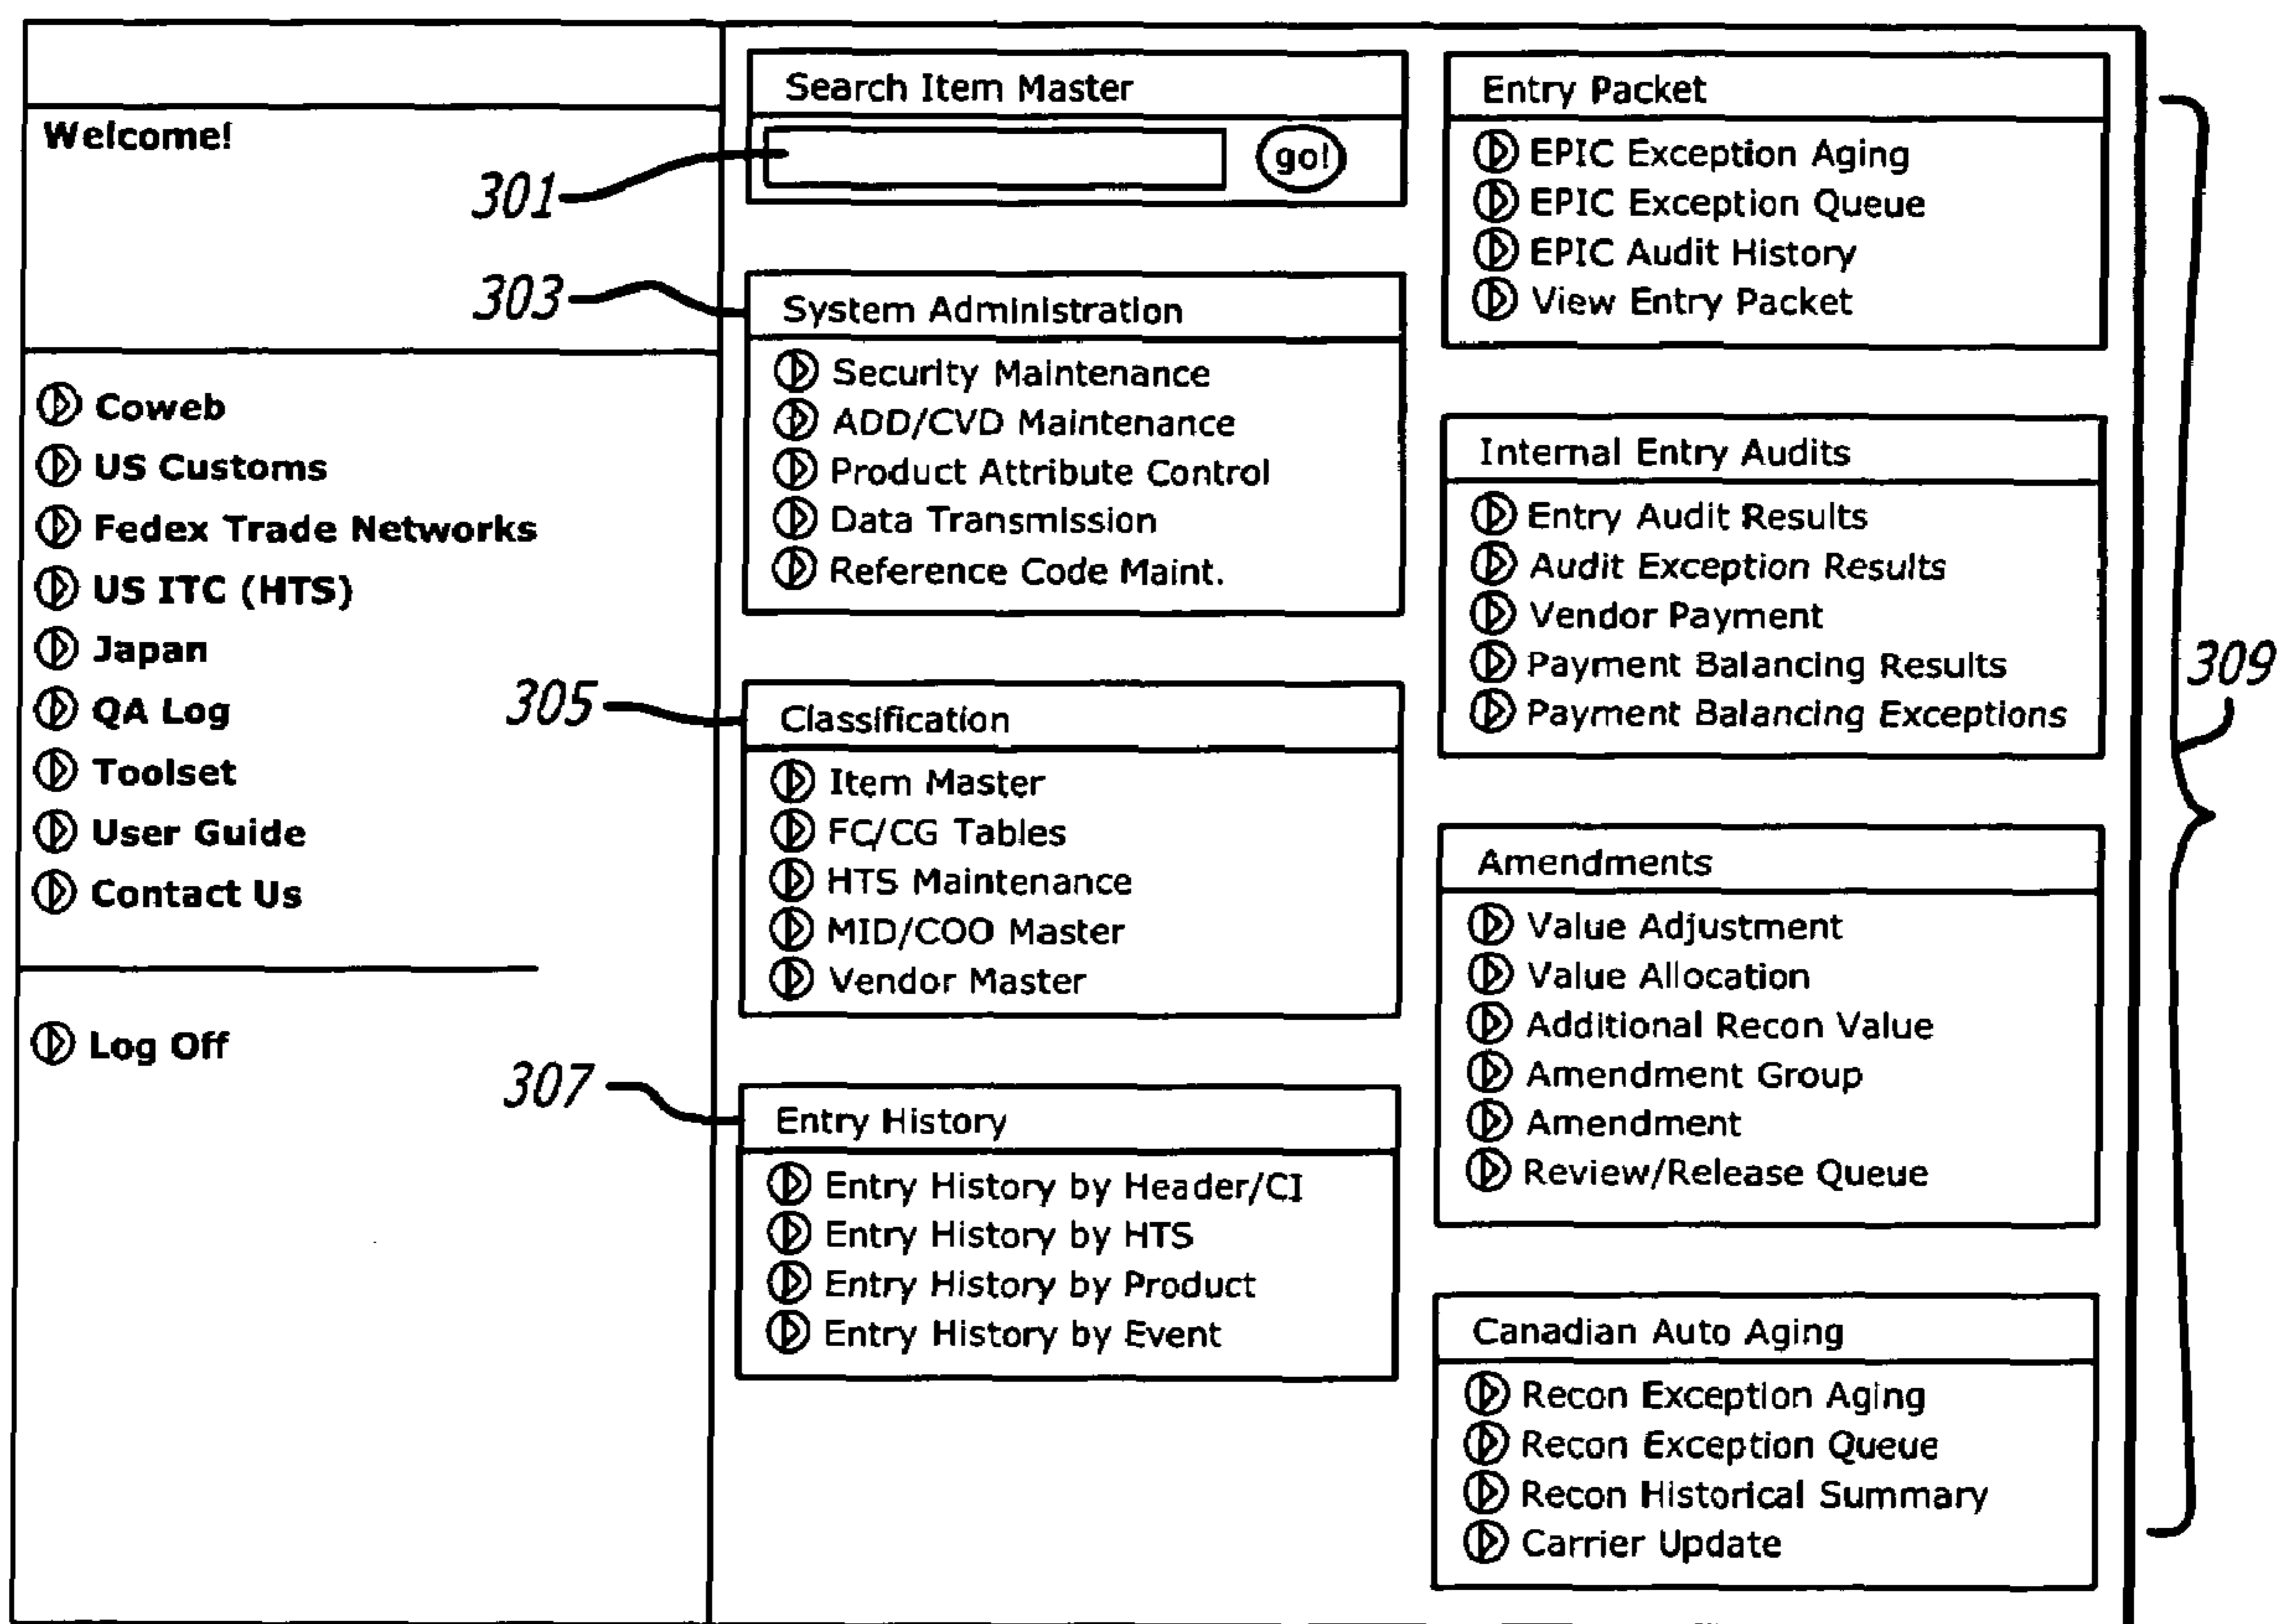 Welcome!
Coweb
US Customs
Fedex Trade Networks
US ITC (HTS)
Japan
QA Log
Toolset
User Guide
Contact Us
Log Off
301
Search Item Master
go!
303
System Administration
Security Maintenance
ADD/CVD Maintenance
Product Attribute Control
Data Transmission
Reference Code Maint.
305
Classification
Item Master
FC/CG Tables
HTS Maintenance
MID/COO Master
Vendor Master
307
Entry History
Entry History by Header/CI
Entry History by HTS
Entry History by Product
Entry History by Event
Entry Packet
EPIC Exception Aging
EPIC Exception Queue
EPIC Audit History
View Entry Packet
Internal Entry Audits
Entry Audit Results
Audit Exception Results
Vendor Payment
Payment Balancing Results
Payment Balancing Exceptions
Amendments
Value Adjustment
Value Allocation
Additional Recon Value
Amendment Group
Amendment
Review/Release Queue
Canadian Auto Aging
Recon Exception Aging
Recon Exception Queue
Recon Historical Summary
Carrier Update
309